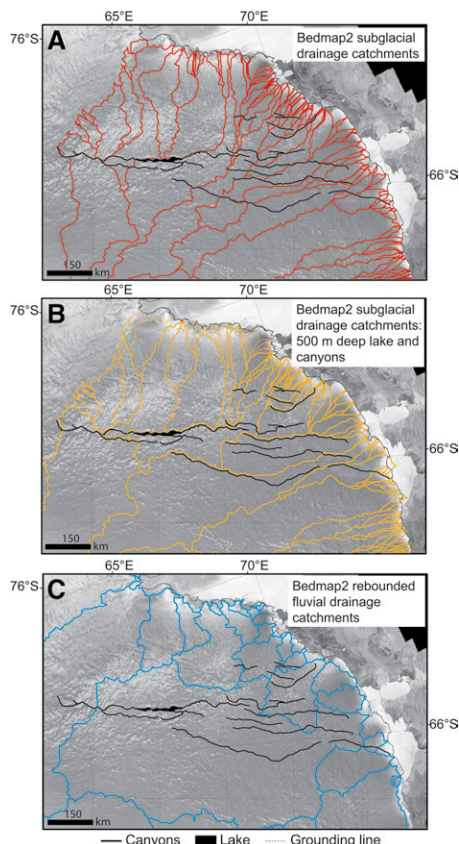 65°E 70°E
76°S
A
Bedmap2 subglacial
drainage catchments
66°S
150 km
65°E 70°E
76°S
B
Bedmap2 subglacial
drainage catchments:
500 m deep lake and
canyons
66°S
150 km
65°E 70°E
76°S
C
Bedmap2 rebounded
fluvial drainage
catchments
66°S
150 km
Canyons Lake Grounding line